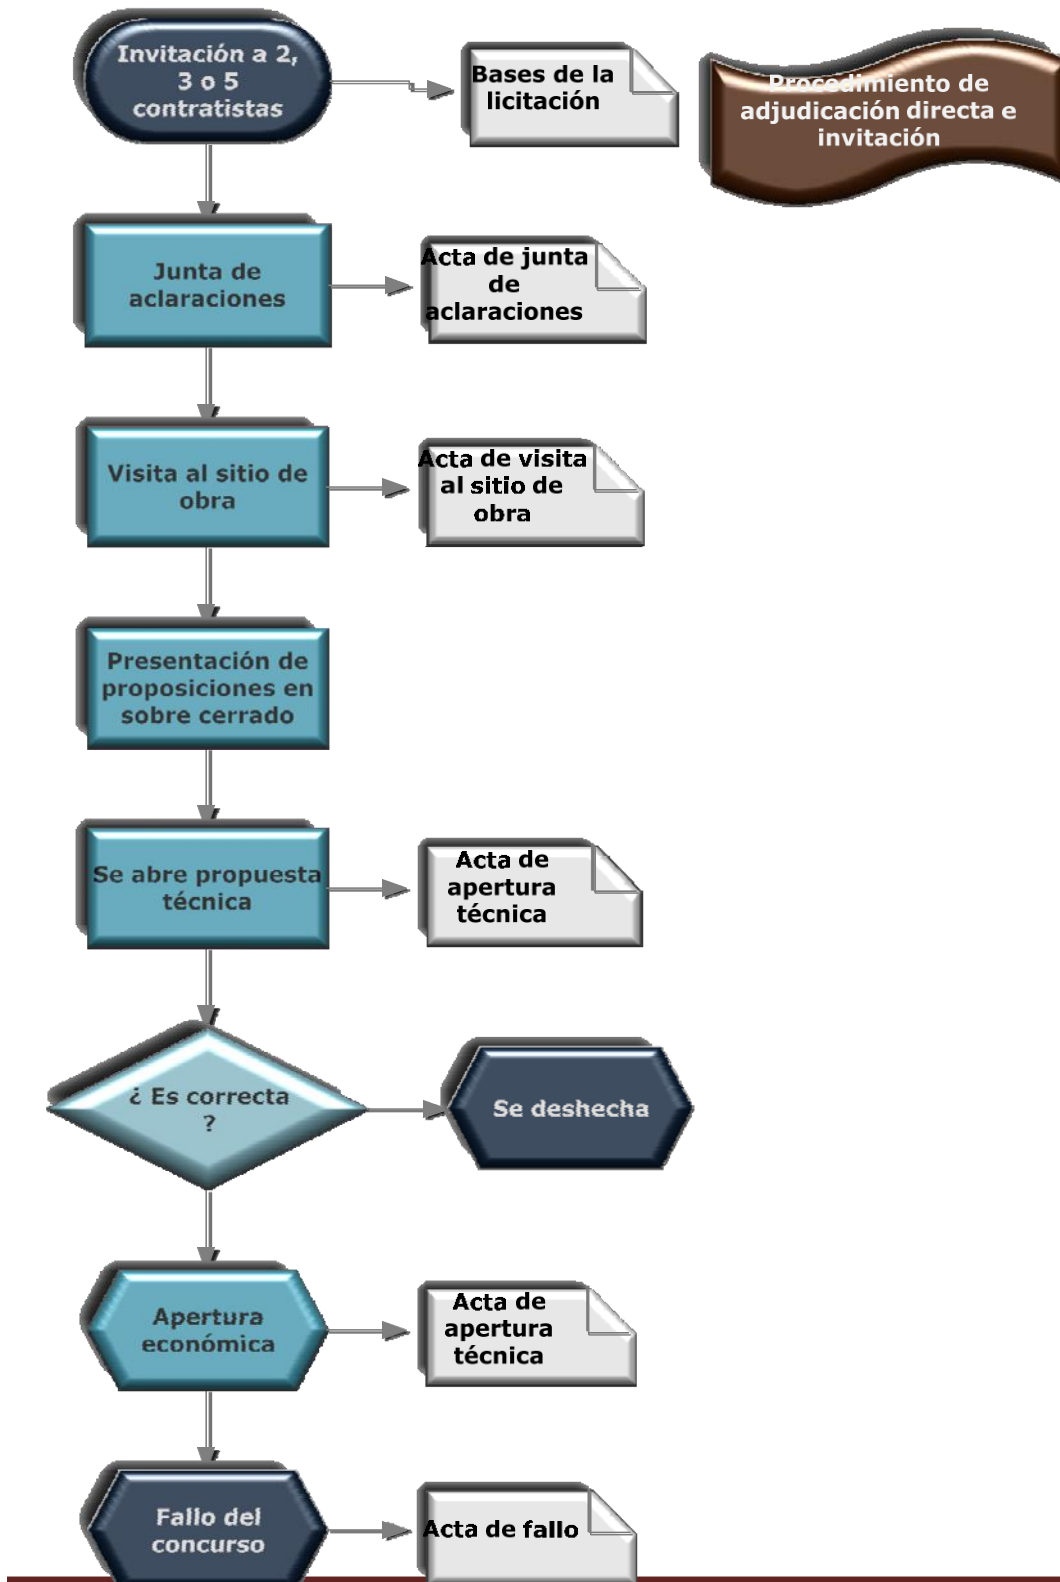 Invitación a 2,
3 o 5
contratistas
Bases de la
licitación
Procedimiento de
adjudicación directa e
invitación
Junta de
aclaraciones
Acta de junta
de
aclaraciones
Visita al sitio de
obra
Acta de visita
al sitio de
obra
Presentación de
proposiciones en
sobre cerrado
Se abre propuesta
técnica
Acta de
apertura
técnica
¿ Es correcta
?
Se deshecha
Apertura
económica
Acta de
apertura
técnica
Fallo del
concurso
Acta de fallo